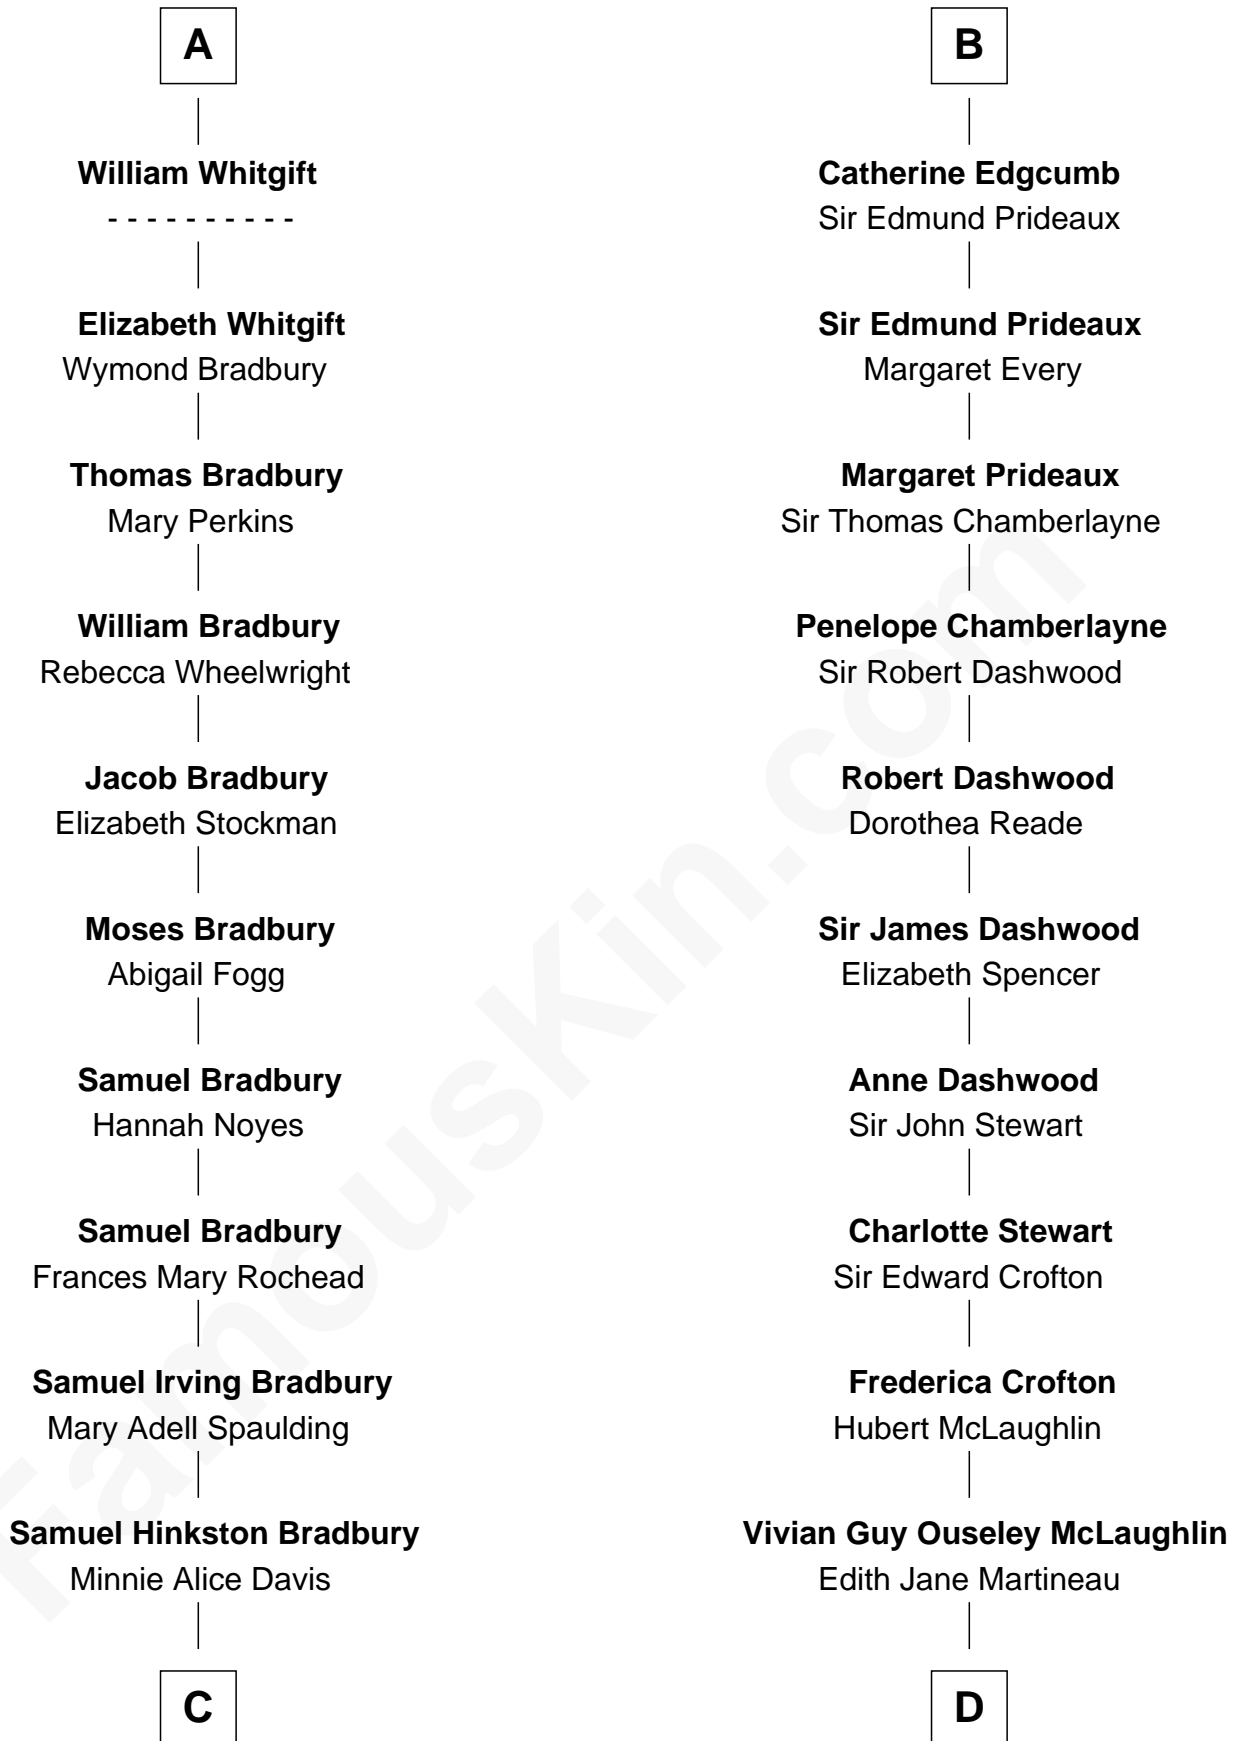 A
William Whitgift
- - - - - - - - - -
Elizabeth Whitgift
Wymond Bradbury
Thomas Bradbury
Mary Perkins
William Bradbury
Rebecca Wheelwright
Jacob Bradbury
Elizabeth Stockman
Moses Bradbury
Abigail Fogg
Samuel Bradbury
Hannah Noyes
Samuel Bradbury
Frances Mary Rochead
Samuel Irving Bradbury
Mary Adell Spaulding
Samuel Hinkston Bradbury
Minnie Alice Davis
C
B
Catherine Edgcumb
Sir Edmund Prideaux
Sir Edmund Prideaux
Margaret Every
Margaret Prideaux
Sir Thomas Chamberlayne
Penelope Chamberlayne
Sir Robert Dashwood
Robert Dashwood
Dorothea Reade
Sir James Dashwood
Elizabeth Spencer
Anne Dashwood
Sir John Stewart
Charlotte Stewart
Sir Edward Crofton
Frederica Crofton
Hubert McLaughlin
Vivian Guy Ouseley McLaughlin
Edith Jane Martineau
D
FamousKin.com